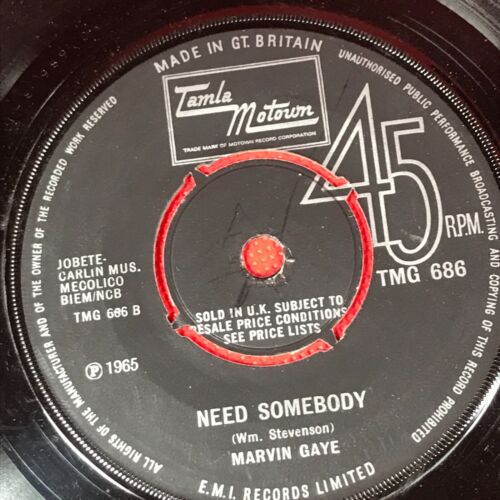 MADE IN GT. BRITAIN
UNAUTHORISED PUBLIC PERFORMANCE BROADCASTING AND COPYING OF THIS RECORD PROHIBITED
ALL RIGHTS OF THE MANUFACTURER AND OF THE OWNER OF THE RECORDED WORK RESERVED
Tamla
Motown
TRADE MARK OF MOTOWN RECORD CORPORATION
45
RPM.
TMG 686
JOBETE-
CARLIN MUS.
MECOLICO
BIEM/NCB
TMG 686 B
SOLD IN U.K. SUBJECT TO
RESALE PRICE CONDITIONS
SEE PRICE LISTS
℗ 1965
NEED SOMEBODY
(Wm. Stevenson)
MARVIN GAYE
E.M.I. RECORDS LIMITED